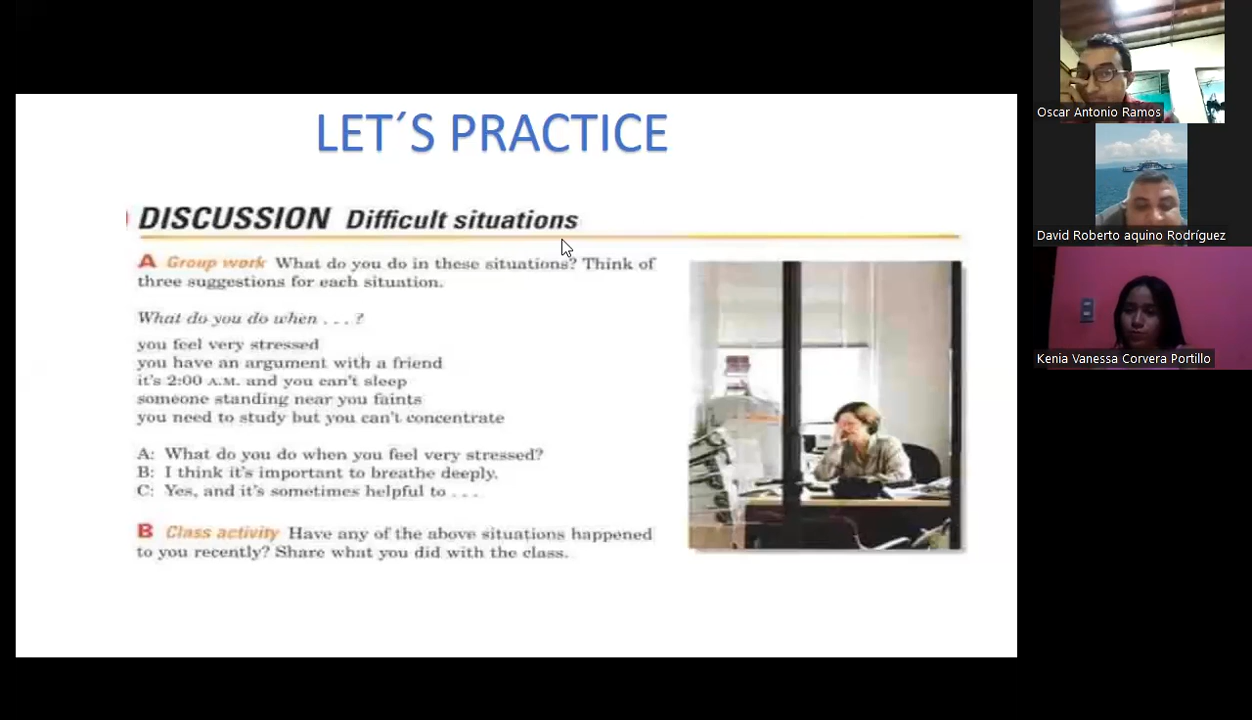 LET´S PRACTICE
DISCUSSION Difficult situations
A Group work What do you do in these situations? Think of
three suggestions for each situation.
What do you do when . . . ?
you feel very stressed
you have an argument with a friend
it's 2:00 A.M. and you can't sleep
someone standing near you faints
you need to study but you can't concentrate
A: What do you do when you feel very stressed?
B: I think it's important to breathe deeply.
C: Yes, and it's sometimes helpful to . . .
B Class activity Have any of the above situations happened
to you recently? Share what you did with the class.
Oscar Antonio Ramos
David Roberto aquino Rodríguez
Kenia Vanessa Corvera Portillo